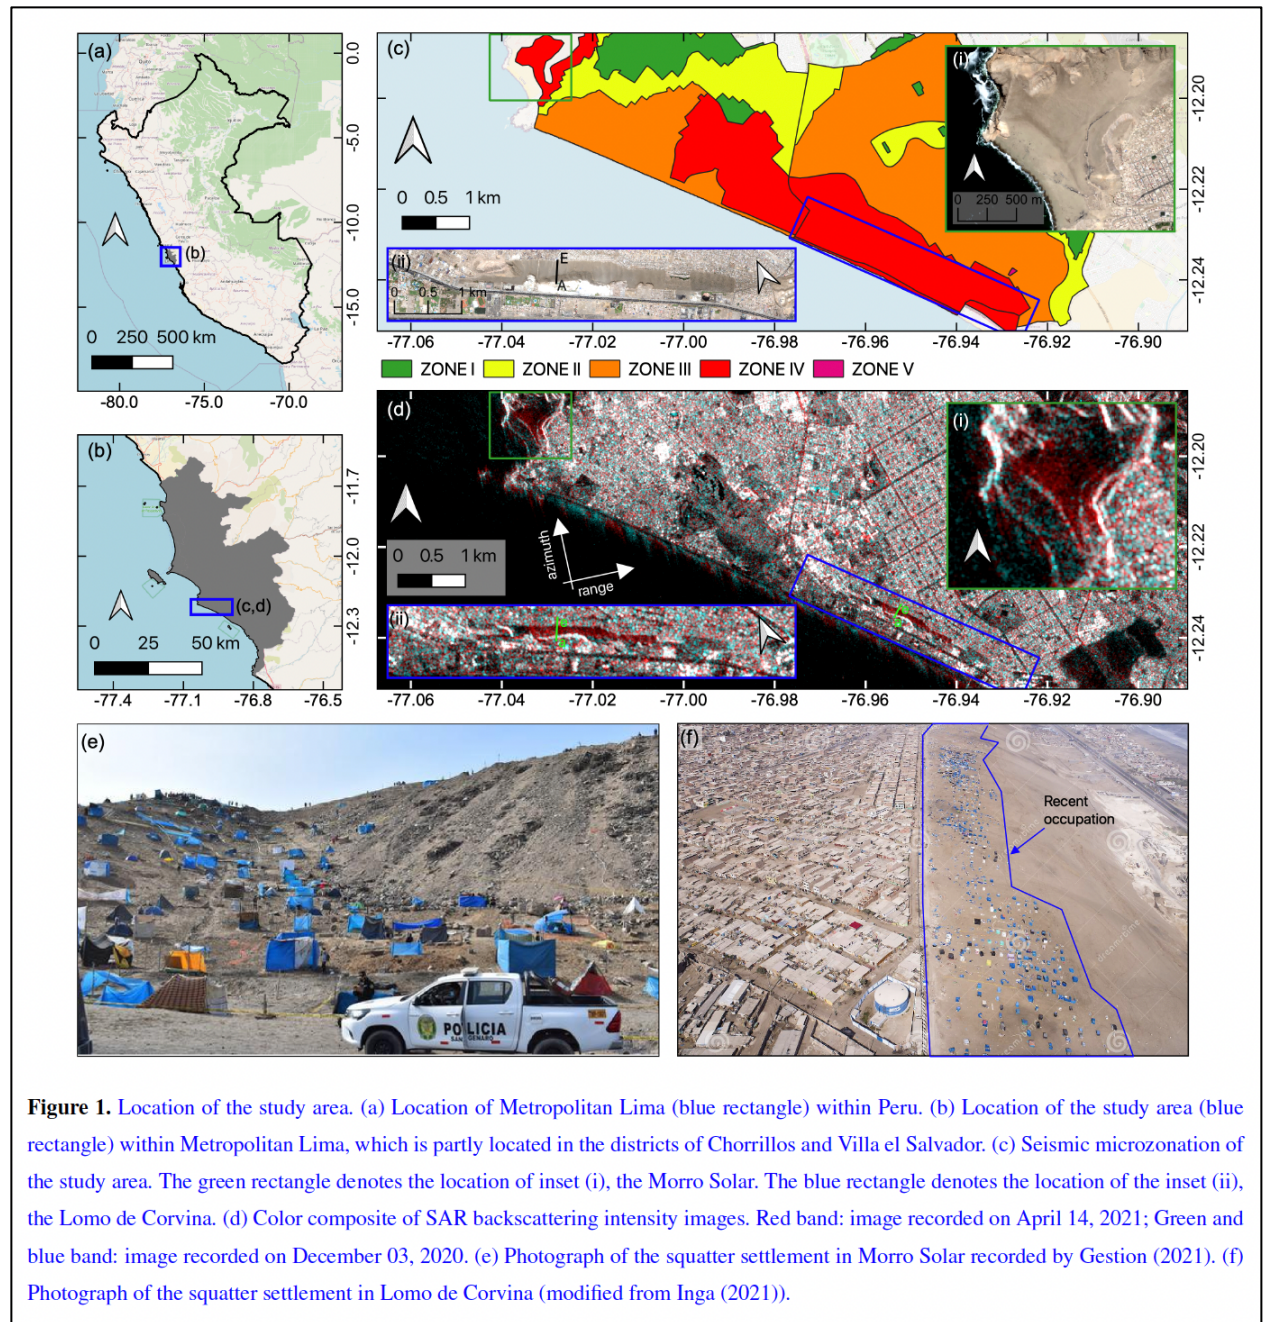 (a)
(b)
0 250 500 km
-80.0 -75.0 -70.0
0.0
-5.0
-10.0
-15.0
(b)
(c,d)
0 25 50 km
-77.4 -77.1 -76.8 -76.5
-11.7
-12.0
-12.3
(c)
0 0.5 1 km
(i)
0 250 500 m
(ii)
E
A
0 0.5 1 km
-77.06 -77.04 -77.02 -77.00 -76.98 -76.96 -76.94 -76.92 -76.90
-12.20
-12.22
-12.24
ZONE I ZONE II ZONE III ZONE IV ZONE V
(d)
(i)
0 0.5 1 km
azimuth
range
(ii)
-77.06 -77.04 -77.02 -77.00 -76.98 -76.96 -76.94 -76.92 -76.90
-12.20
-12.22
-12.24
(e)
POLICIA
(f)
Recent
occupation
Figure 1. Location of the study area. (a) Location of Metropolitan Lima (blue rectangle) within Peru. (b) Location of the study area (blue
rectangle) within Metropolitan Lima, which is partly located in the districts of Chorrillos and Villa el Salvador. (c) Seismic microzonation of
the study area. The green rectangle denotes the location of inset (i), the Morro Solar. The blue rectangle denotes the location of the inset (ii),
the Lomo de Corvina. (d) Color composite of SAR backscattering intensity images. Red band: image recorded on April 14, 2021; Green and
blue band: image recorded on December 03, 2020. (e) Photograph of the squatter settlement in Morro Solar recorded by Gestion (2021). (f)
Photograph of the squatter settlement in Lomo de Corvina (modified from Inga (2021)).